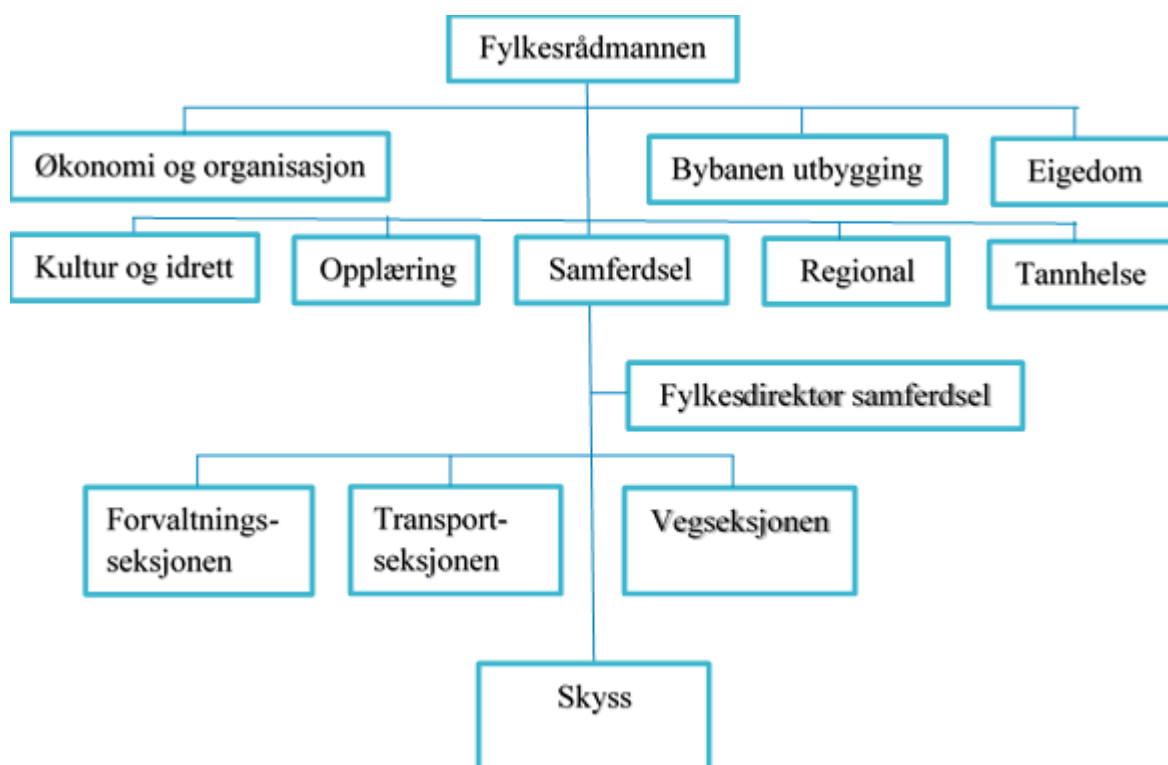 Fylkesrådmannen
Økonomi og organisasjon
Bybanen utbygging
Eigedom
Kultur og idrett
Opplæring
Samferdsel
Regional
Tannhelse
Fylkesdirektør samferdsel
Forvaltnings-
seksjonen
Transport-
seksjonen
Vegseksjonen
Skyss